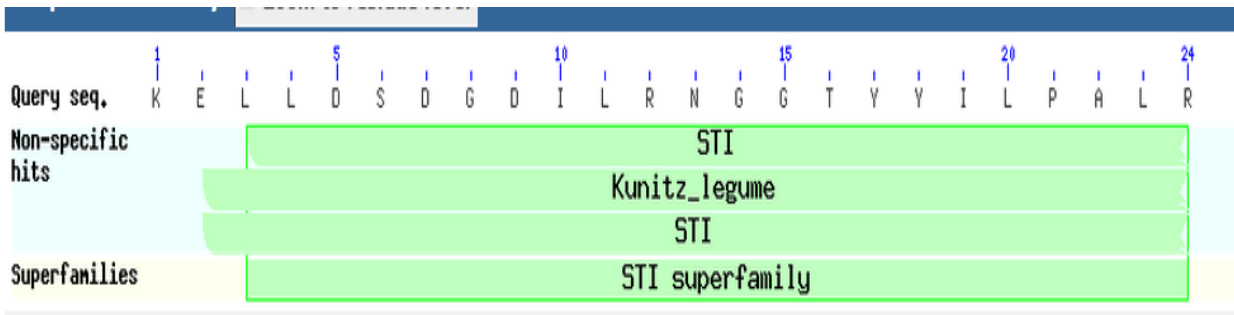 1 5 10 15 20 24
Query seq. K E L L D S D G D I L R N G G T Y Y I L P A L R
Non-specific hits
STI
Kunitz_legume
STI
Superfamilies STI superfamily